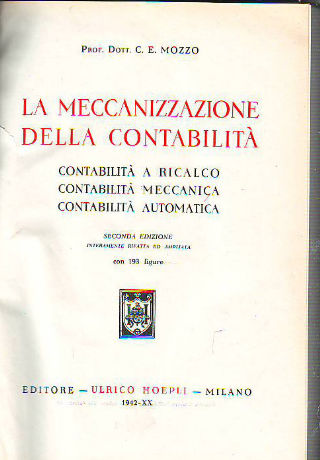 PROF. DOTT. C. E. MOZZO
LA MECCANIZZAZIONE
DELLA CONTABILITÀ
CONTABILITÀ A RICALCO
CONTABILITÀ MECCANICA
CONTABILITÀ AUTOMATICA
SECONDA EDIZIONE
INTERAMENTE RIFATTA ED AMPLIATA
con 193 figure
EDITORE — ULRICO HOEPLI — MILANO
1942-XX